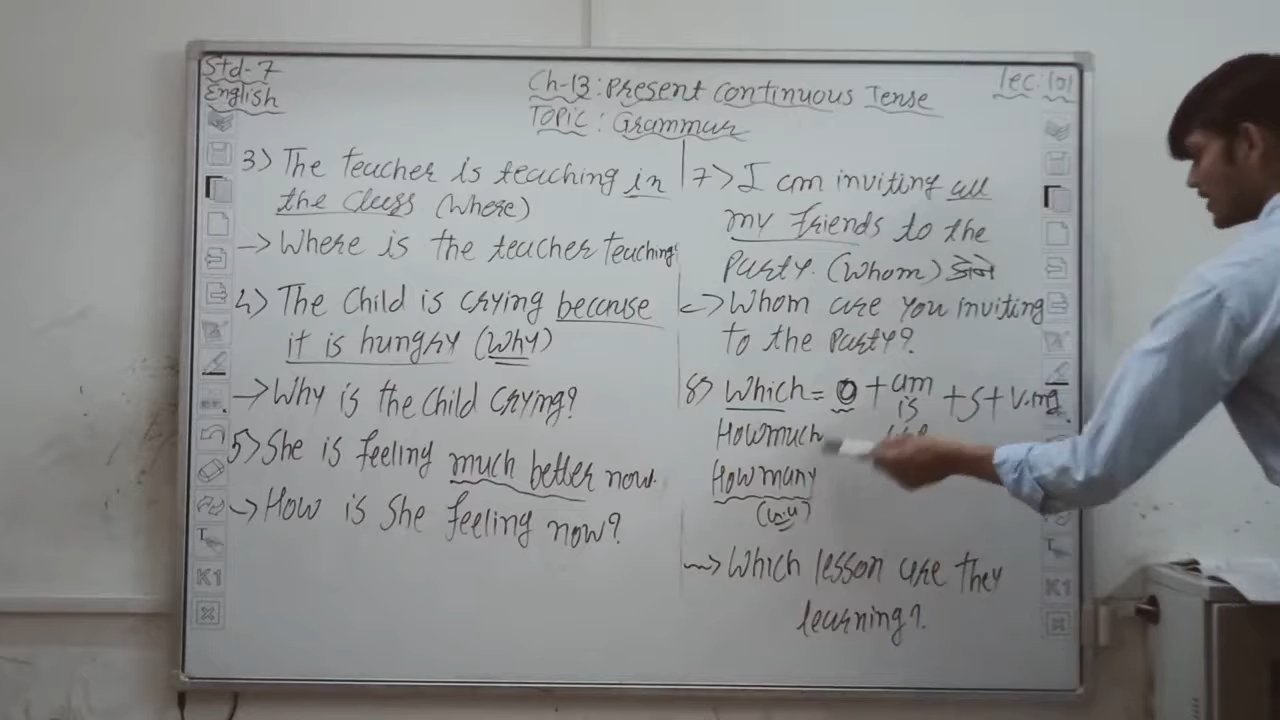 Std-7
English
Ch-13: Present Continuous Tense
Topic: Grammar
Lec: 101
3) The teacher is teaching in
the class (where)
→ Where is the teacher teaching?
4) The child is crying because
it is hungry (Why)
→ Why is the child crying?
5) She is feeling much better now.
→ How is she feeling now?
7) I am inviting all
my friends to the
Party. (Whom)
→ Whom are you inviting
to the Party?
8) Which = O + am + S + V.ing
is
How much
How many
→ Which lesson are they
learning?
T
K1
T
K1